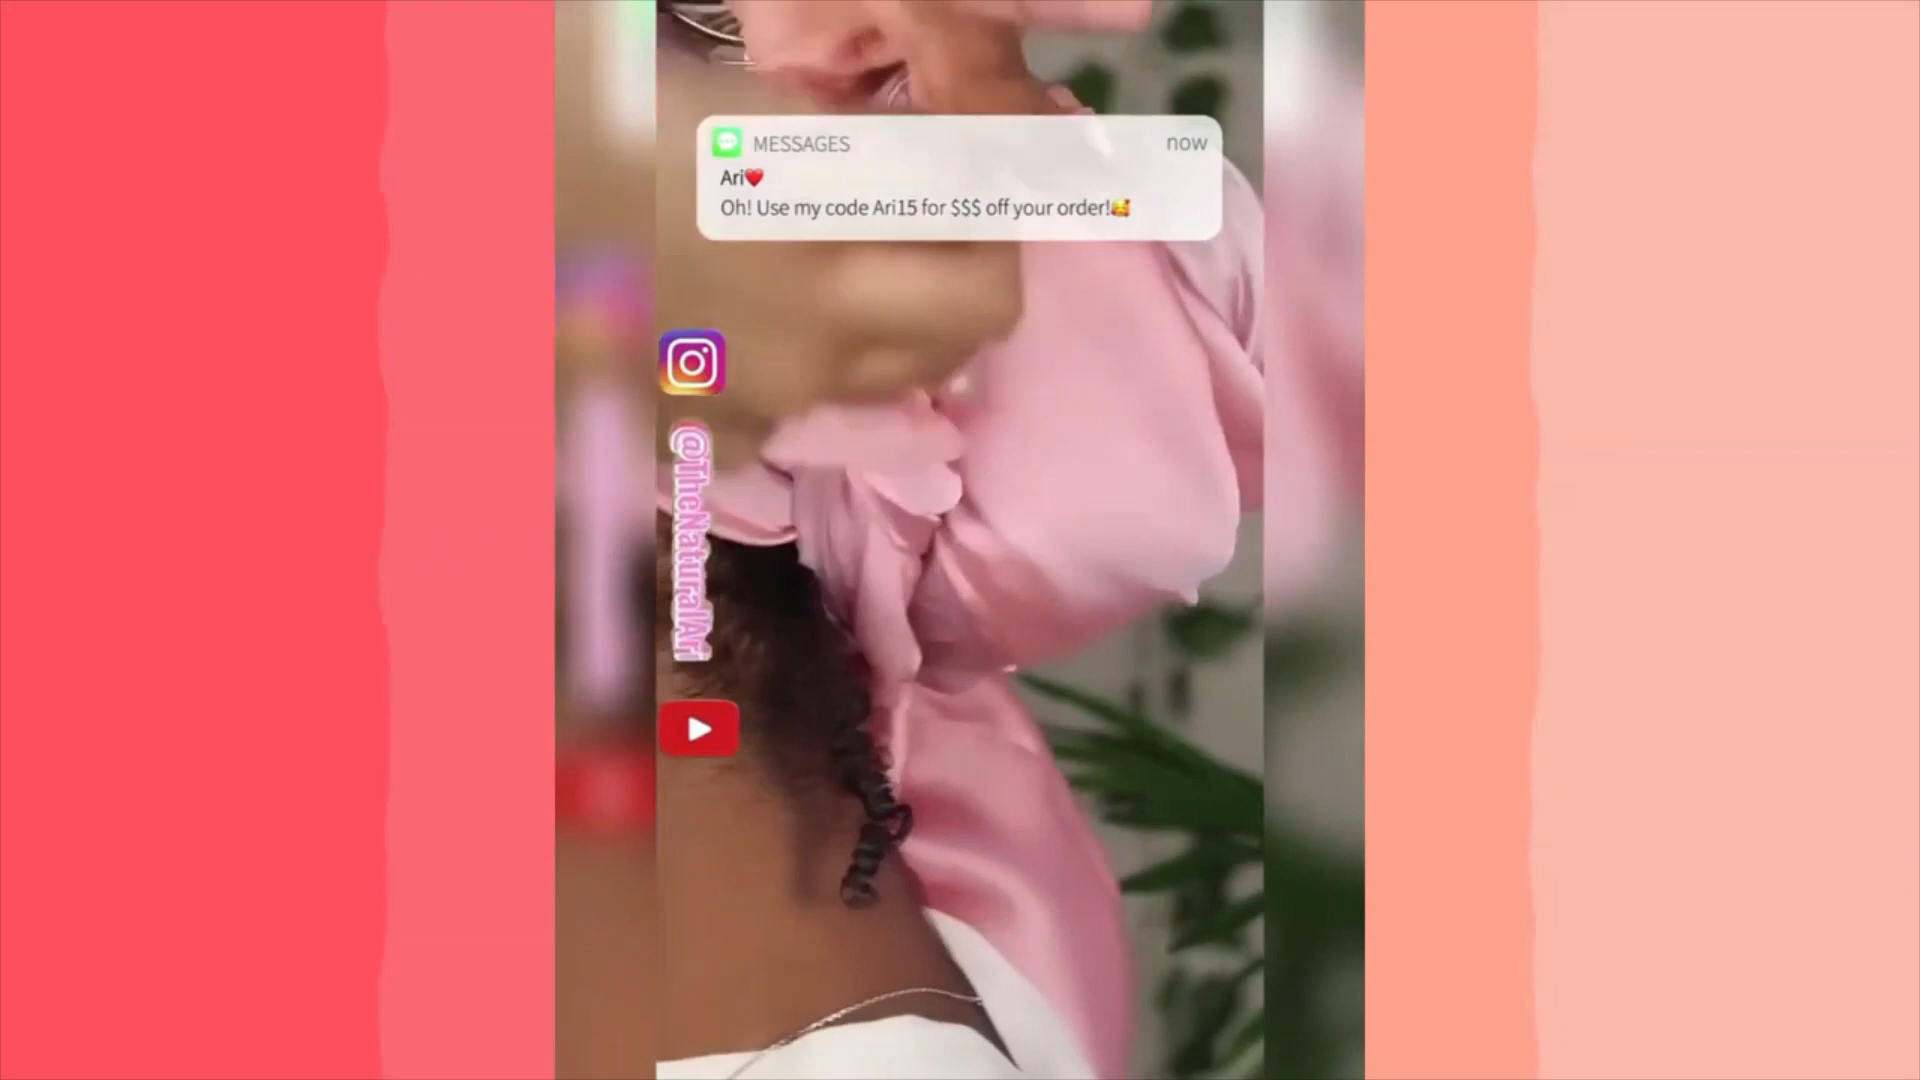 MESSAGES
now
Ari❤️
Oh! Use my code Ari15 for $$$ off your order!🥰
@TheNaturalAri